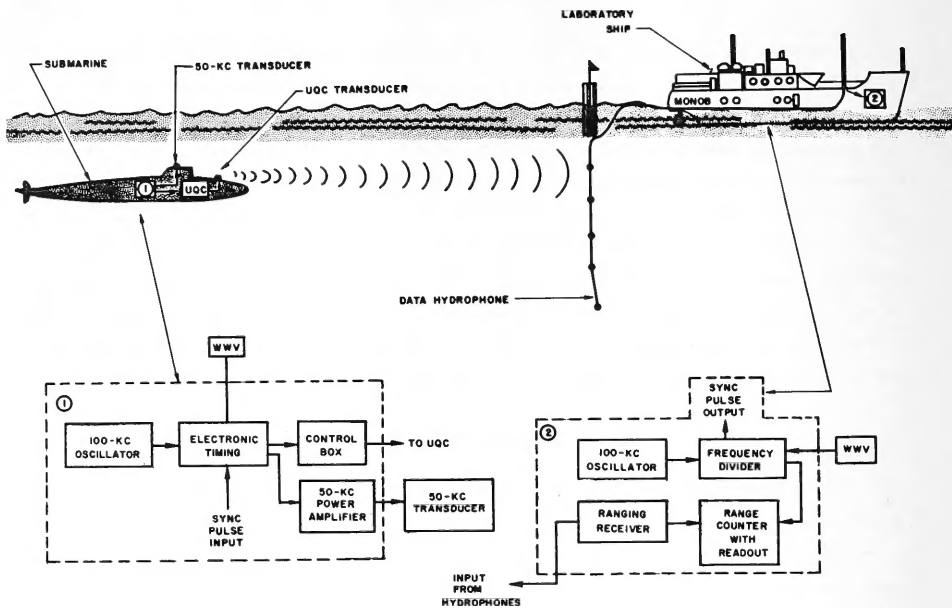 LABORATORY
SHIP
SUBMARINE
50-KC TRANSDUCER
UQC TRANSDUCER
MONOB
2
1
UQC
DATA HYDROPHONE
WWV
1
100-KC
OSCILLATOR
ELECTRONIC
TIMING
CONTROL
BOX
TO UQC
50-KC
POWER
AMPLIFIER
50-KC
TRANSDUCER
SYNC
PULSE
INPUT
SYNC
PULSE
OUTPUT
2
100-KC
OSCILLATOR
FREQUENCY
DIVIDER
WWV
RANGING
RECEIVER
RANGE
COUNTER
WITH
READOUT
INPUT
FROM
HYDROPHONES